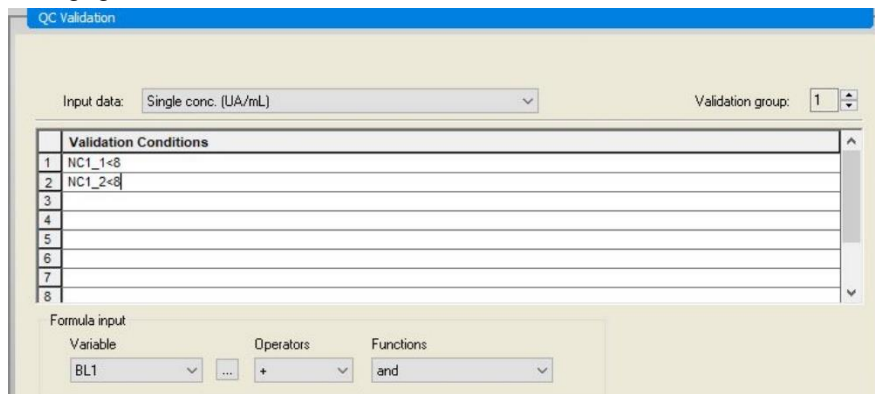 QC Validation
Input data: Single conc. (UA/mL) Validation group: 1
Validation Conditions
1 NC1_1<8
2 NC1_2<8
3
4
5
6
7
8
Formula input
Variable Operators Functions
BL1 ... + and